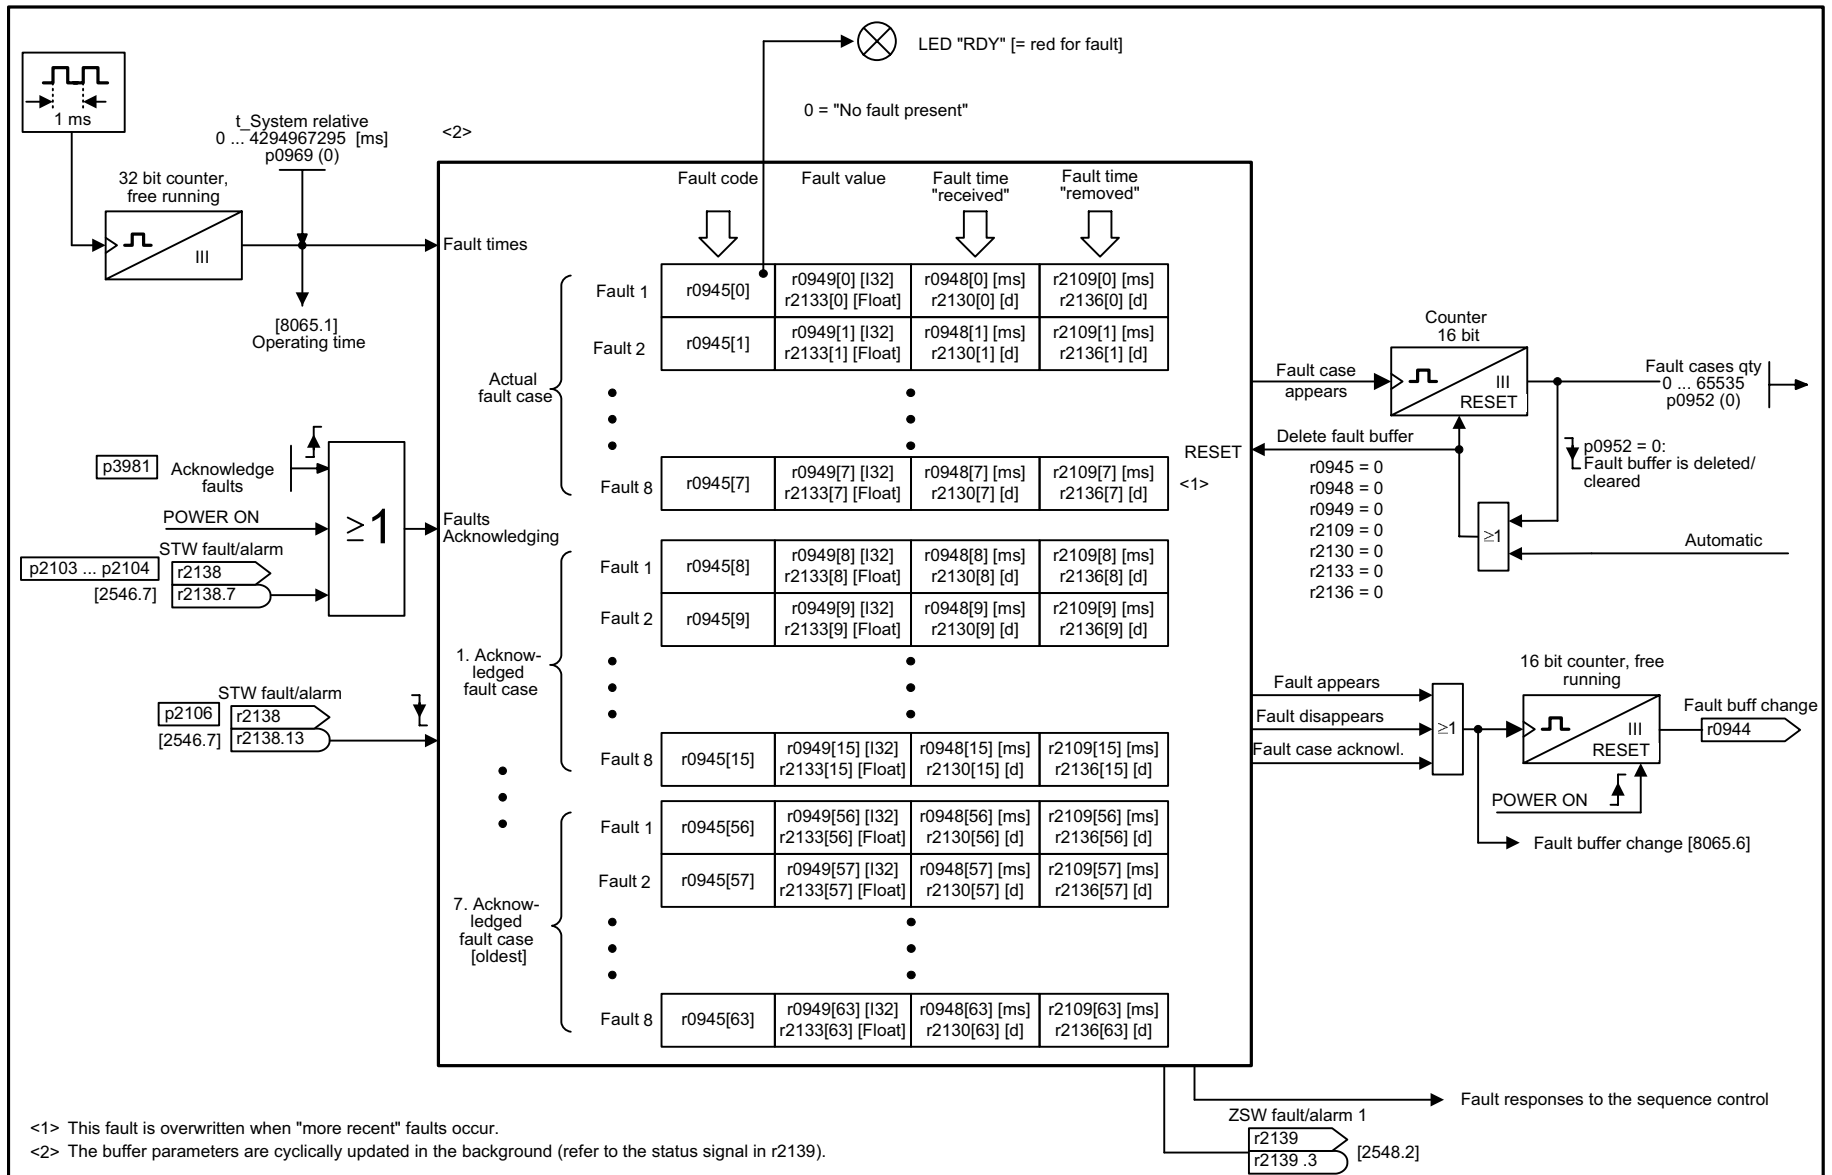 LED "RDY" [= red for fault]
0 = "No fault present"
1 ms
t_System relative
0 ... 4294967295 [ms]
p0969 (0)
<2>
32 bit counter,
free running
III
[8065.1]
Operating time
Fault times
Fault code
Fault value
Fault time
"received"
Fault time
"removed"
Actual
fault case
Fault 1
r0945[0]
r0949[0] [I32]
r2133[0] [Float]
r0948[0] [ms]
r2130[0] [d]
r2109[0] [ms]
r2136[0] [d]
Fault 2
r0945[1]
r0949[1] [I32]
r2133[1] [Float]
r0948[1] [ms]
r2130[1] [d]
r2109[1] [ms]
r2136[1] [d]
Fault 8
r0945[7]
r0949[7] [I32]
r2133[7] [Float]
r0948[7] [ms]
r2130[7] [d]
r2109[7] [ms]
r2136[7] [d]
RESET
<1>
p3981
Acknowledge
faults
POWER ON
STW fault/alarm
p2103 ... p2104
r2138
[2546.7]
r2138.7
≥1
Faults
Acknowledging
1. Acknow-
ledged
fault case
Fault 1
r0945[8]
r0949[8] [I32]
r2133[8] [Float]
r0948[8] [ms]
r2130[8] [d]
r2109[8] [ms]
r2136[8] [d]
Fault 2
r0945[9]
r0949[9] [I32]
r2133[9] [Float]
r0948[9] [ms]
r2130[9] [d]
r2109[9] [ms]
r2136[9] [d]
Fault 8
r0945[15]
r0949[15] [I32]
r2133[15] [Float]
r0948[15] [ms]
r2130[15] [d]
r2109[15] [ms]
r2136[15] [d]
STW fault/alarm
p2106
r2138
[2546.7]
r2138.13
7. Acknow-
ledged
fault case
[oldest]
Fault 1
r0945[56]
r0949[56] [I32]
r2133[56] [Float]
r0948[56] [ms]
r2130[56] [d]
r2109[56] [ms]
r2136[56] [d]
Fault 2
r0945[57]
r0949[57] [I32]
r2133[57] [Float]
r0948[57] [ms]
r2130[57] [d]
r2109[57] [ms]
r2136[57] [d]
Fault 8
r0945[63]
r0949[63] [I32]
r2133[63] [Float]
r0948[63] [ms]
r2130[63] [d]
r2109[63] [ms]
r2136[63] [d]
Counter
16 bit
Fault case
appears
III
RESET
Fault cases qty
0 ... 65535
p0952 (0)
Delete fault buffer
r0945 = 0
r0948 = 0
r0949 = 0
r2109 = 0
r2130 = 0
r2133 = 0
r2136 = 0
p0952 = 0:
Fault buffer is deleted/
cleared
≥1
Automatic
Fault appears
Fault disappears
Fault case acknowl.
≥1
16 bit counter, free
running
III
RESET
POWER ON
Fault buff change
r0944
Fault buffer change [8065.6]
Fault responses to the sequence control
ZSW fault/alarm 1
r2139
r2139 .3
[2548.2]
<1> This fault is overwritten when "more recent" faults occur.
<2> The buffer parameters are cyclically updated in the background (refer to the status signal in r2139).